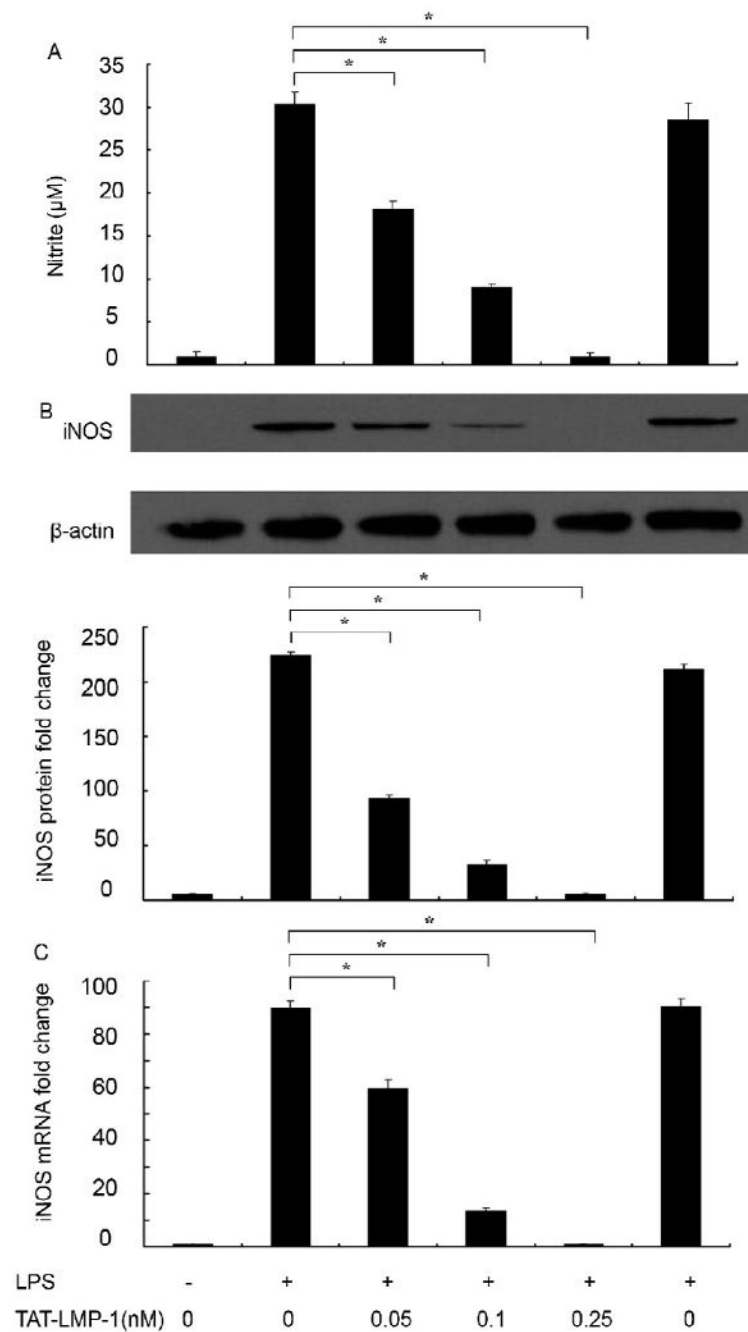 A
*
*
*
Nitrite (µM)
35
30
25
20
15
10
5
0
B
iNOS
β-actin
*
*
*
iNOS protein fold change
250
200
150
100
50
0
C
*
*
*
iNOS mRNA fold change
100
80
60
40
20
0
LPS - + + + + +
TAT-LMP-1(nM) 0 0 0.05 0.1 0.25 0